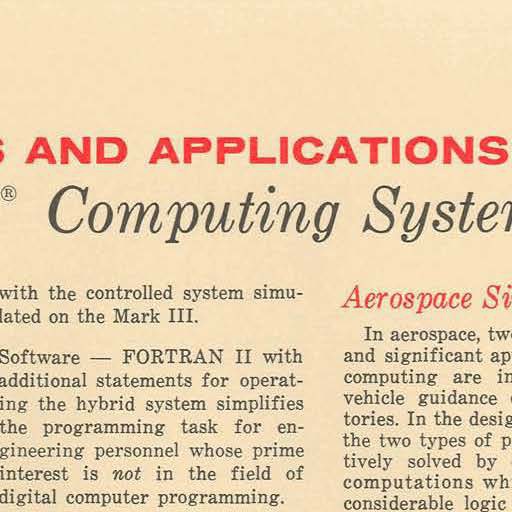 S AND APPLICATIONS
® Computing System
with the controlled system simu-
lated on the Mark III.
Software — FORTRAN II with
additional statements for operat-
ing the hybrid system simplifies
the programming task for en-
gineering personnel whose prime
interest is not in the field of
digital computer programming.
Aerospace Si
In aerospace, two
and significant ap
computing are in
vehicle guidance
tories. In the desig
the two types of p
tively solved by
computations wh
considerable logic